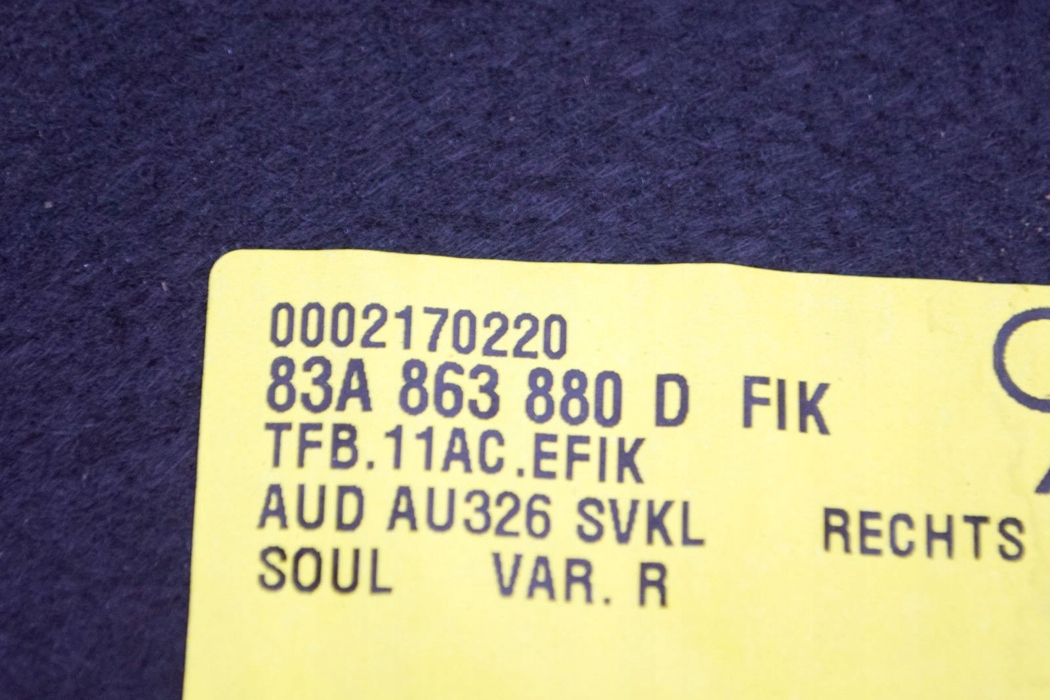 0002170220
83A 863 880 D FIK
TFB.11AC.EFIK
AUD AU326 SVKL RECHTS
SOUL VAR. R